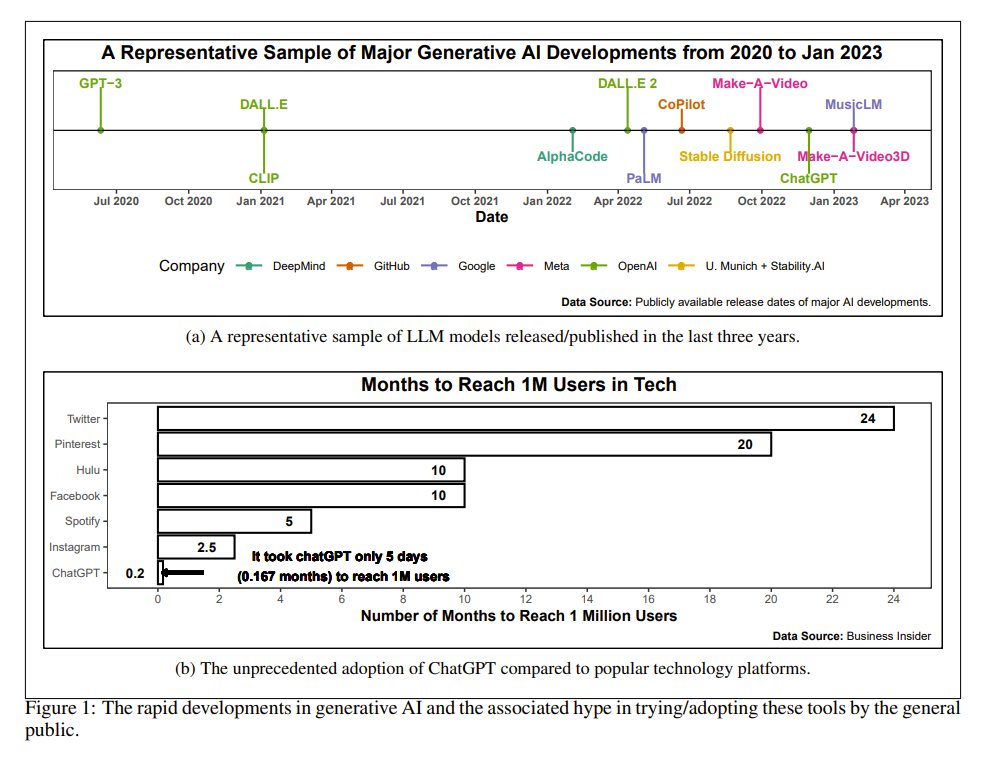 A Representative Sample of Major Generative AI Developments from 2020 to Jan 2023
GPT−3
DALL.E 2
Make−A−Video
DALL.E
CoPilot
MusicLM
AlphaCode
Stable Diffusion
Make−A−Video3D
CLIP
PaLM
ChatGPT
Jul 2020 Oct 2020 Jan 2021 Apr 2021 Jul 2021 Oct 2021 Jan 2022 Apr 2022 Jul 2022 Oct 2022 Jan 2023 Apr 2023
Date
Company DeepMind GitHub Google Meta OpenAI U. Munich + Stability.AI
Data Source: Publicly available release dates of major AI developments.
(a) A representative sample of LLM models released/published in the last three years.
Months to Reach 1M Users in Tech
Twitter 24
Pinterest 20
Hulu 10
Facebook 10
Spotify 5
Instagram 2.5
It took chatGPT only 5 days
ChatGPT 0.2
(0.167 months) to reach 1M users
0 2 4 6 8 10 12 14 16 18 20 22 24
Number of Months to Reach 1 Million Users
Data Source: Business Insider
(b) The unprecedented adoption of ChatGPT compared to popular technology platforms.
Figure 1: The rapid developments in generative AI and the associated hype in trying/adopting these tools by the general
public.